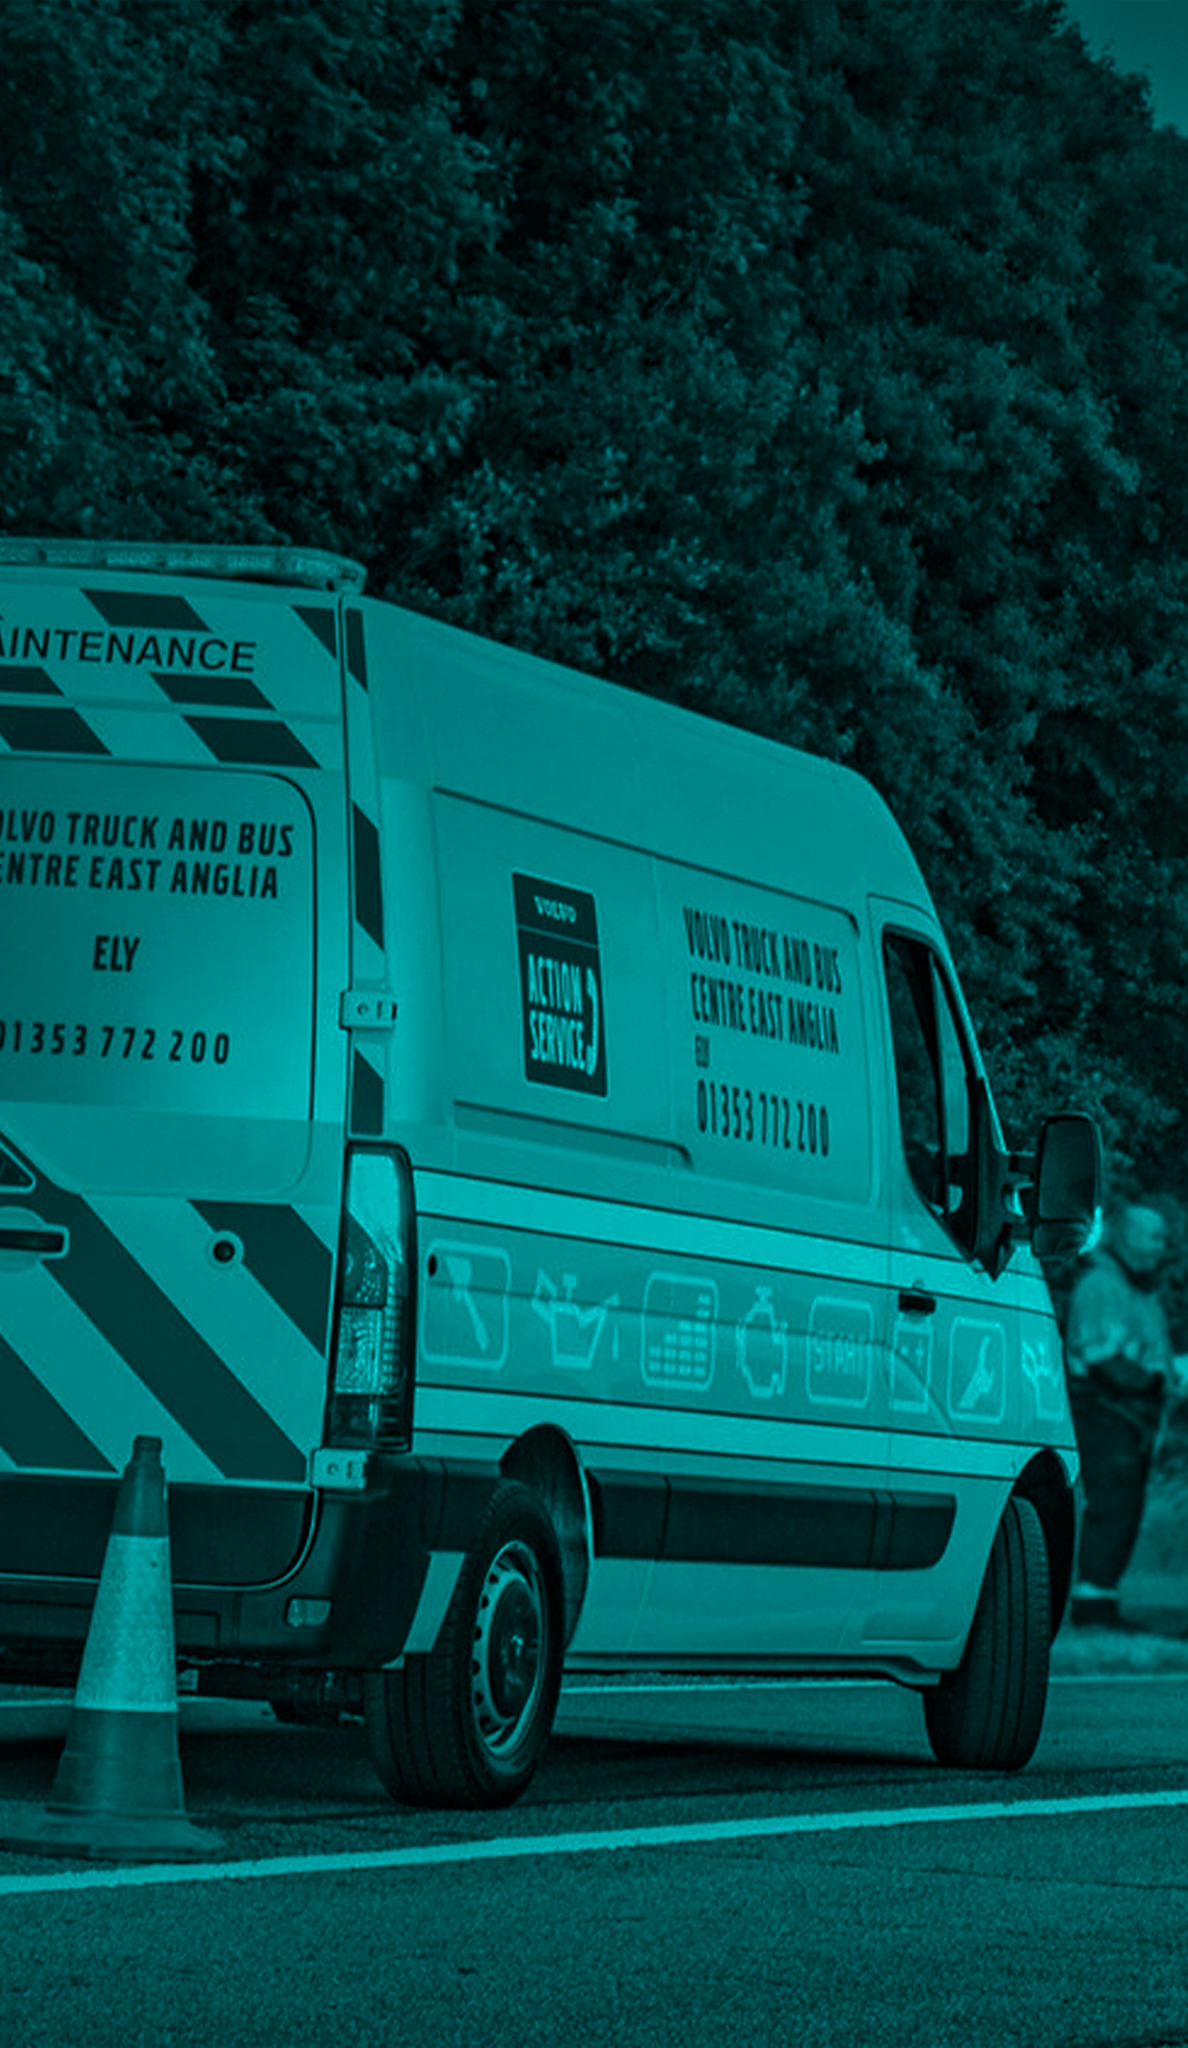 AINTENANCE
OLVO TRUCK AND BUS
ENTRE EAST ANGLIA
ELY
01353 772 200
VOLVO
ACTION
SERVICE
VOLVO TRUCK AND BUS
CENTRE EAST ANGLIA
ELY
01353 772 200
START